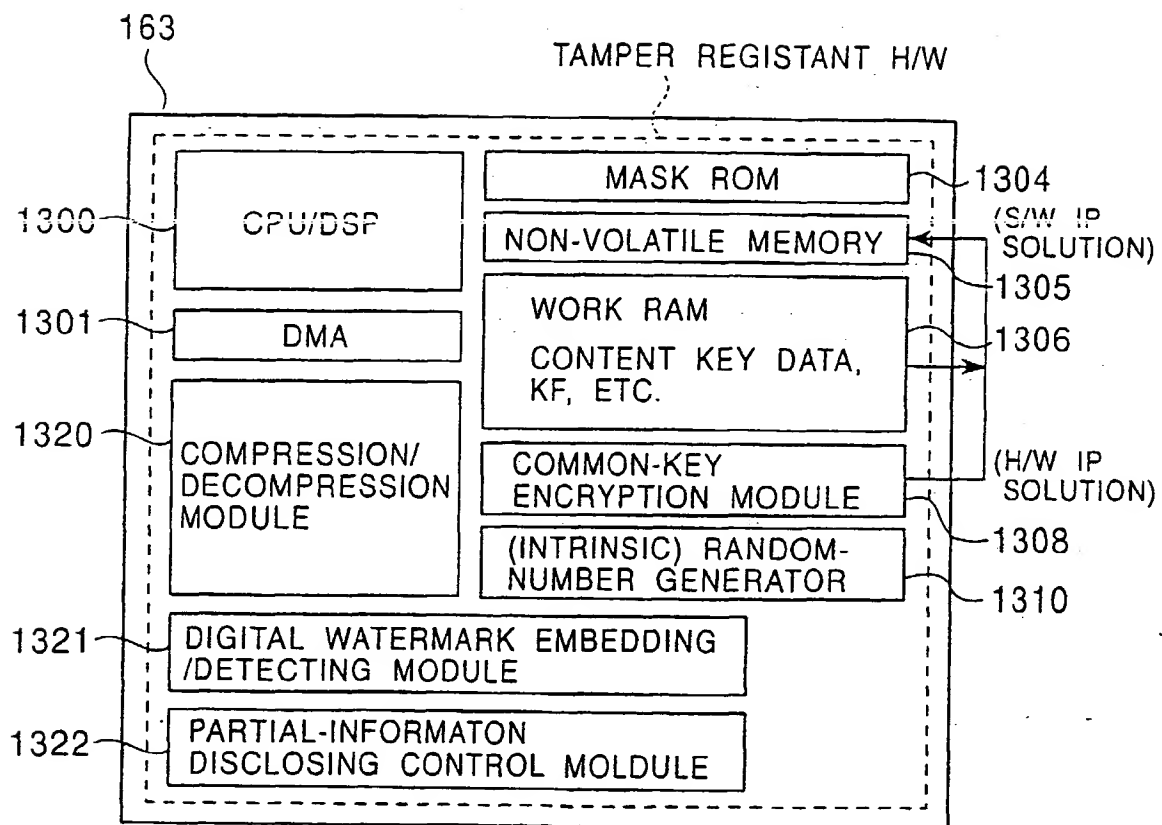 163
TAMPER REGISTANT H/W
1300
CPU/DSP
MASK ROM
1304
NON-VOLATILE MEMORY
(S/W IP
SOLUTION)
1305
1301
DMA
WORK RAM
CONTENT KEY DATA,
KF, ETC.
1306
1320
COMPRESSION/
DECOMPRESSION
MODULE
COMMON-KEY
ENCRYPTION MODULE
(H/W IP
SOLUTION)
1308
(INTRINSIC) RANDOM-
NUMBER GENERATOR
1310
1321
DIGITAL WATERMARK EMBEDDING
/DETECTING MODULE
1322
PARTIAL-INFORMATON
DISCLOSING CONTROL MOLDULE